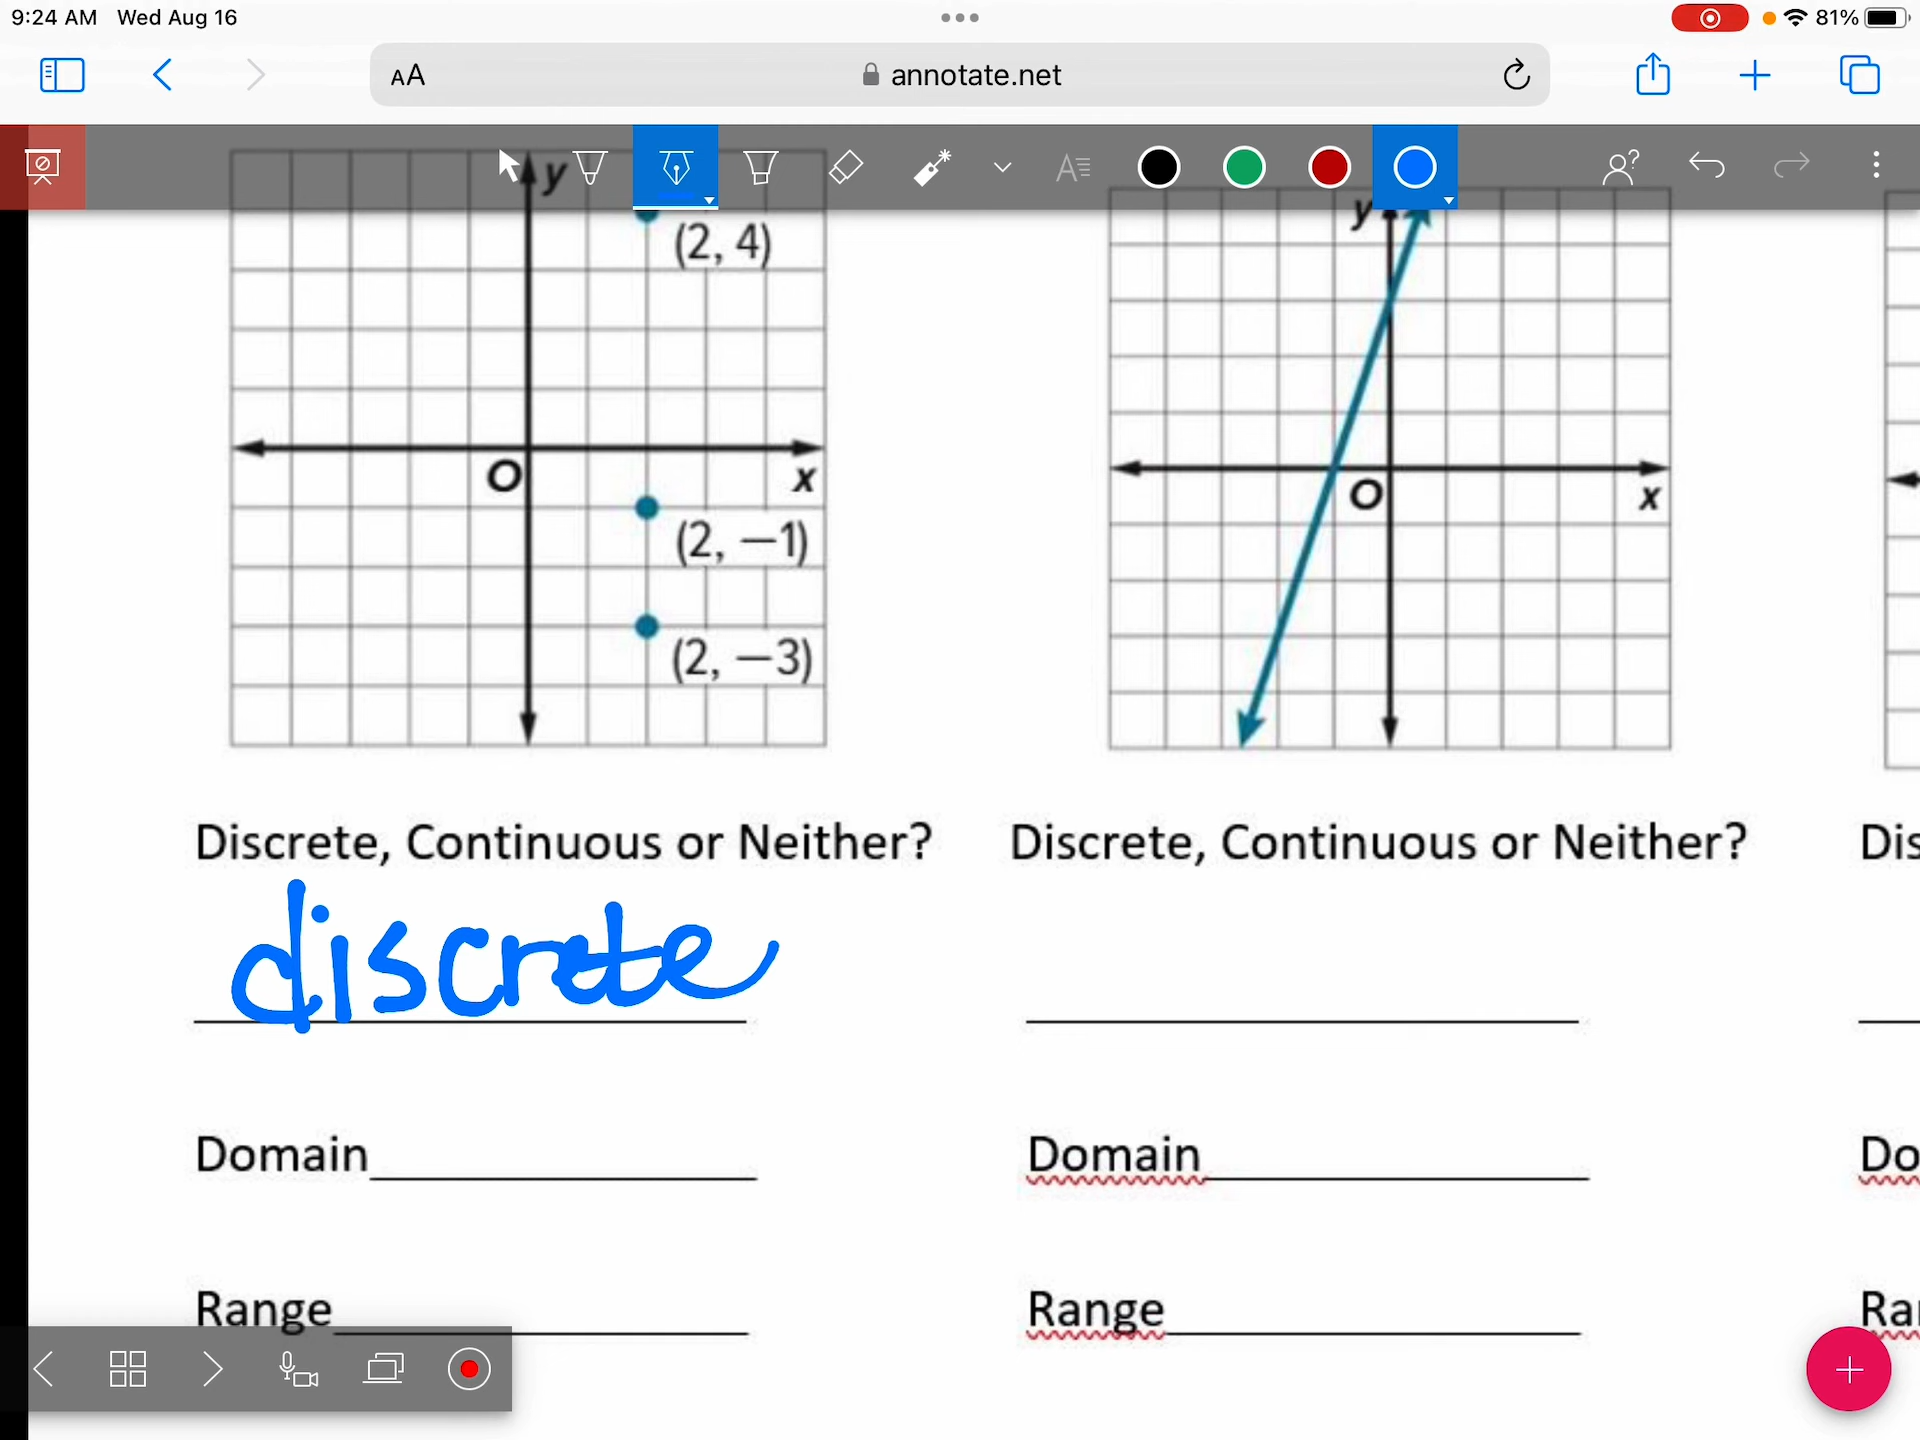 9:24 AM Wed Aug 16
81%
AA
annotate.net
y
(2, 4)
O
x
(2, −1)
(2, −3)
y
O
x
Discrete, Continuous or Neither?
Discrete, Continuous or Neither?
Dis
discrete
Domain
Domain
Do
Range
Range
Ra